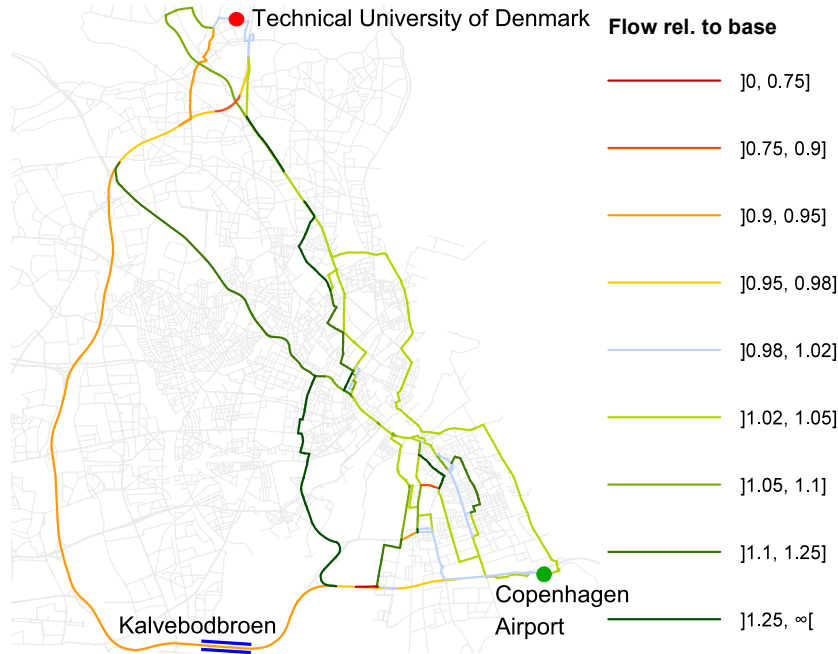 Technical University of Denmark
Flow rel. to base
]0, 0.75]
]0.75, 0.9]
]0.9, 0.95]
]0.95, 0.98]
]0.98, 1.02]
]1.02, 1.05]
]1.05, 1.1]
]1.1, 1.25]
]1.25, ∞[
Copenhagen
Airport
Kalvebodbroen